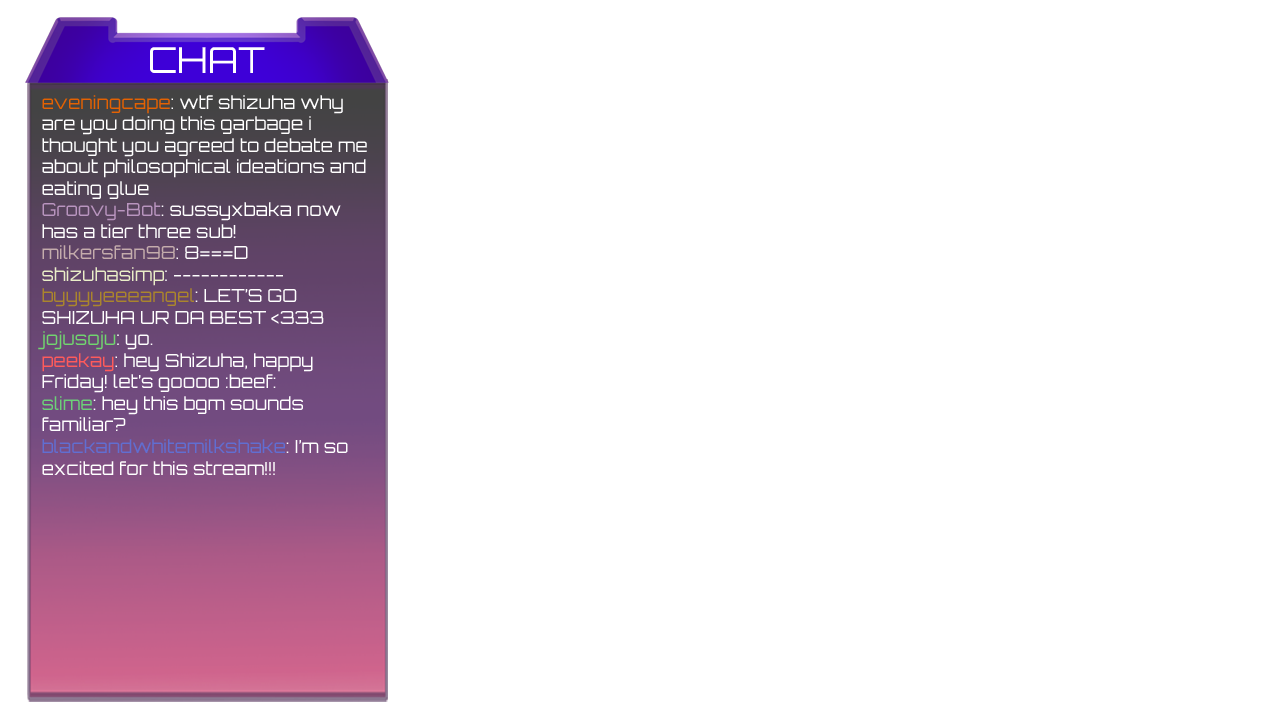 CHAT
eveningcape: wtf shizuha why
are you doing this garbage i
thought you agreed to debate me
about philosophical ideations and
eating glue
Groovy-Bot: sussyxbaka now
has a tier three sub!
milkersfan98: 8===D
shizuhasimp: ------------
byyyyeeeangel: LET'S GO
SHIZUHA UR DA BEST <333
jojusoju: yo.
peekay: hey Shizuha, happy
Friday! let's goooo :beef:
slime: hey this bgm sounds
familiar?
blackandwhitemilkshake: I'm so
excited for this stream!!!